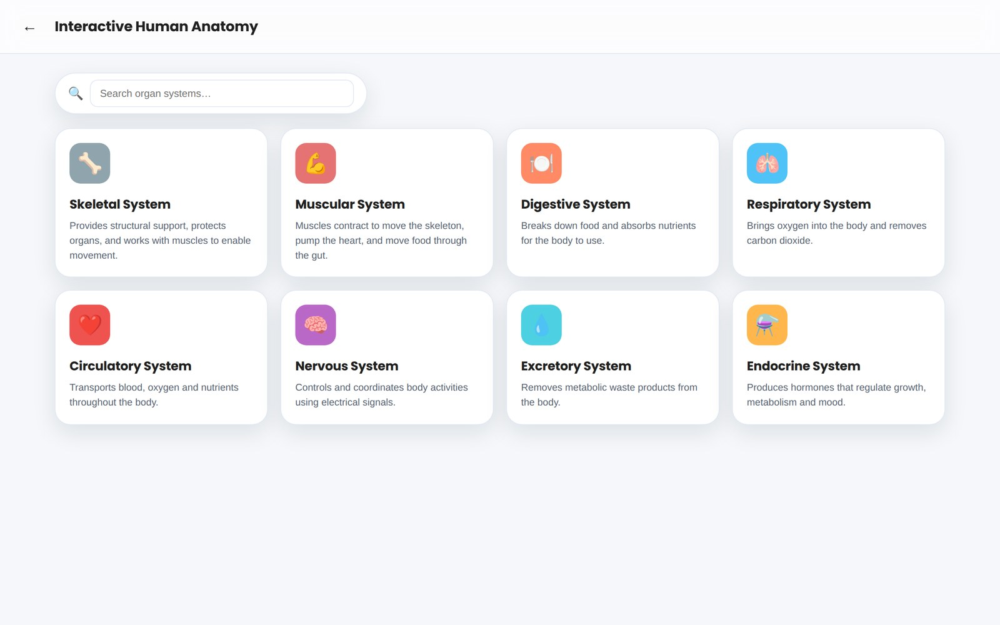 ← Interactive Human Anatomy
Search organ systems…
Skeletal System
Provides structural support, protects
organs, and works with muscles to enable
movement.
Muscular System
Muscles contract to move the skeleton,
pump the heart, and move food through
the gut.
Digestive System
Breaks down food and absorbs nutrients
for the body to use.
Respiratory System
Brings oxygen into the body and removes
carbon dioxide.
Circulatory System
Transports blood, oxygen and nutrients
throughout the body.
Nervous System
Controls and coordinates body activities
using electrical signals.
Excretory System
Removes metabolic waste products from
the body.
Endocrine System
Produces hormones that regulate growth,
metabolism and mood.